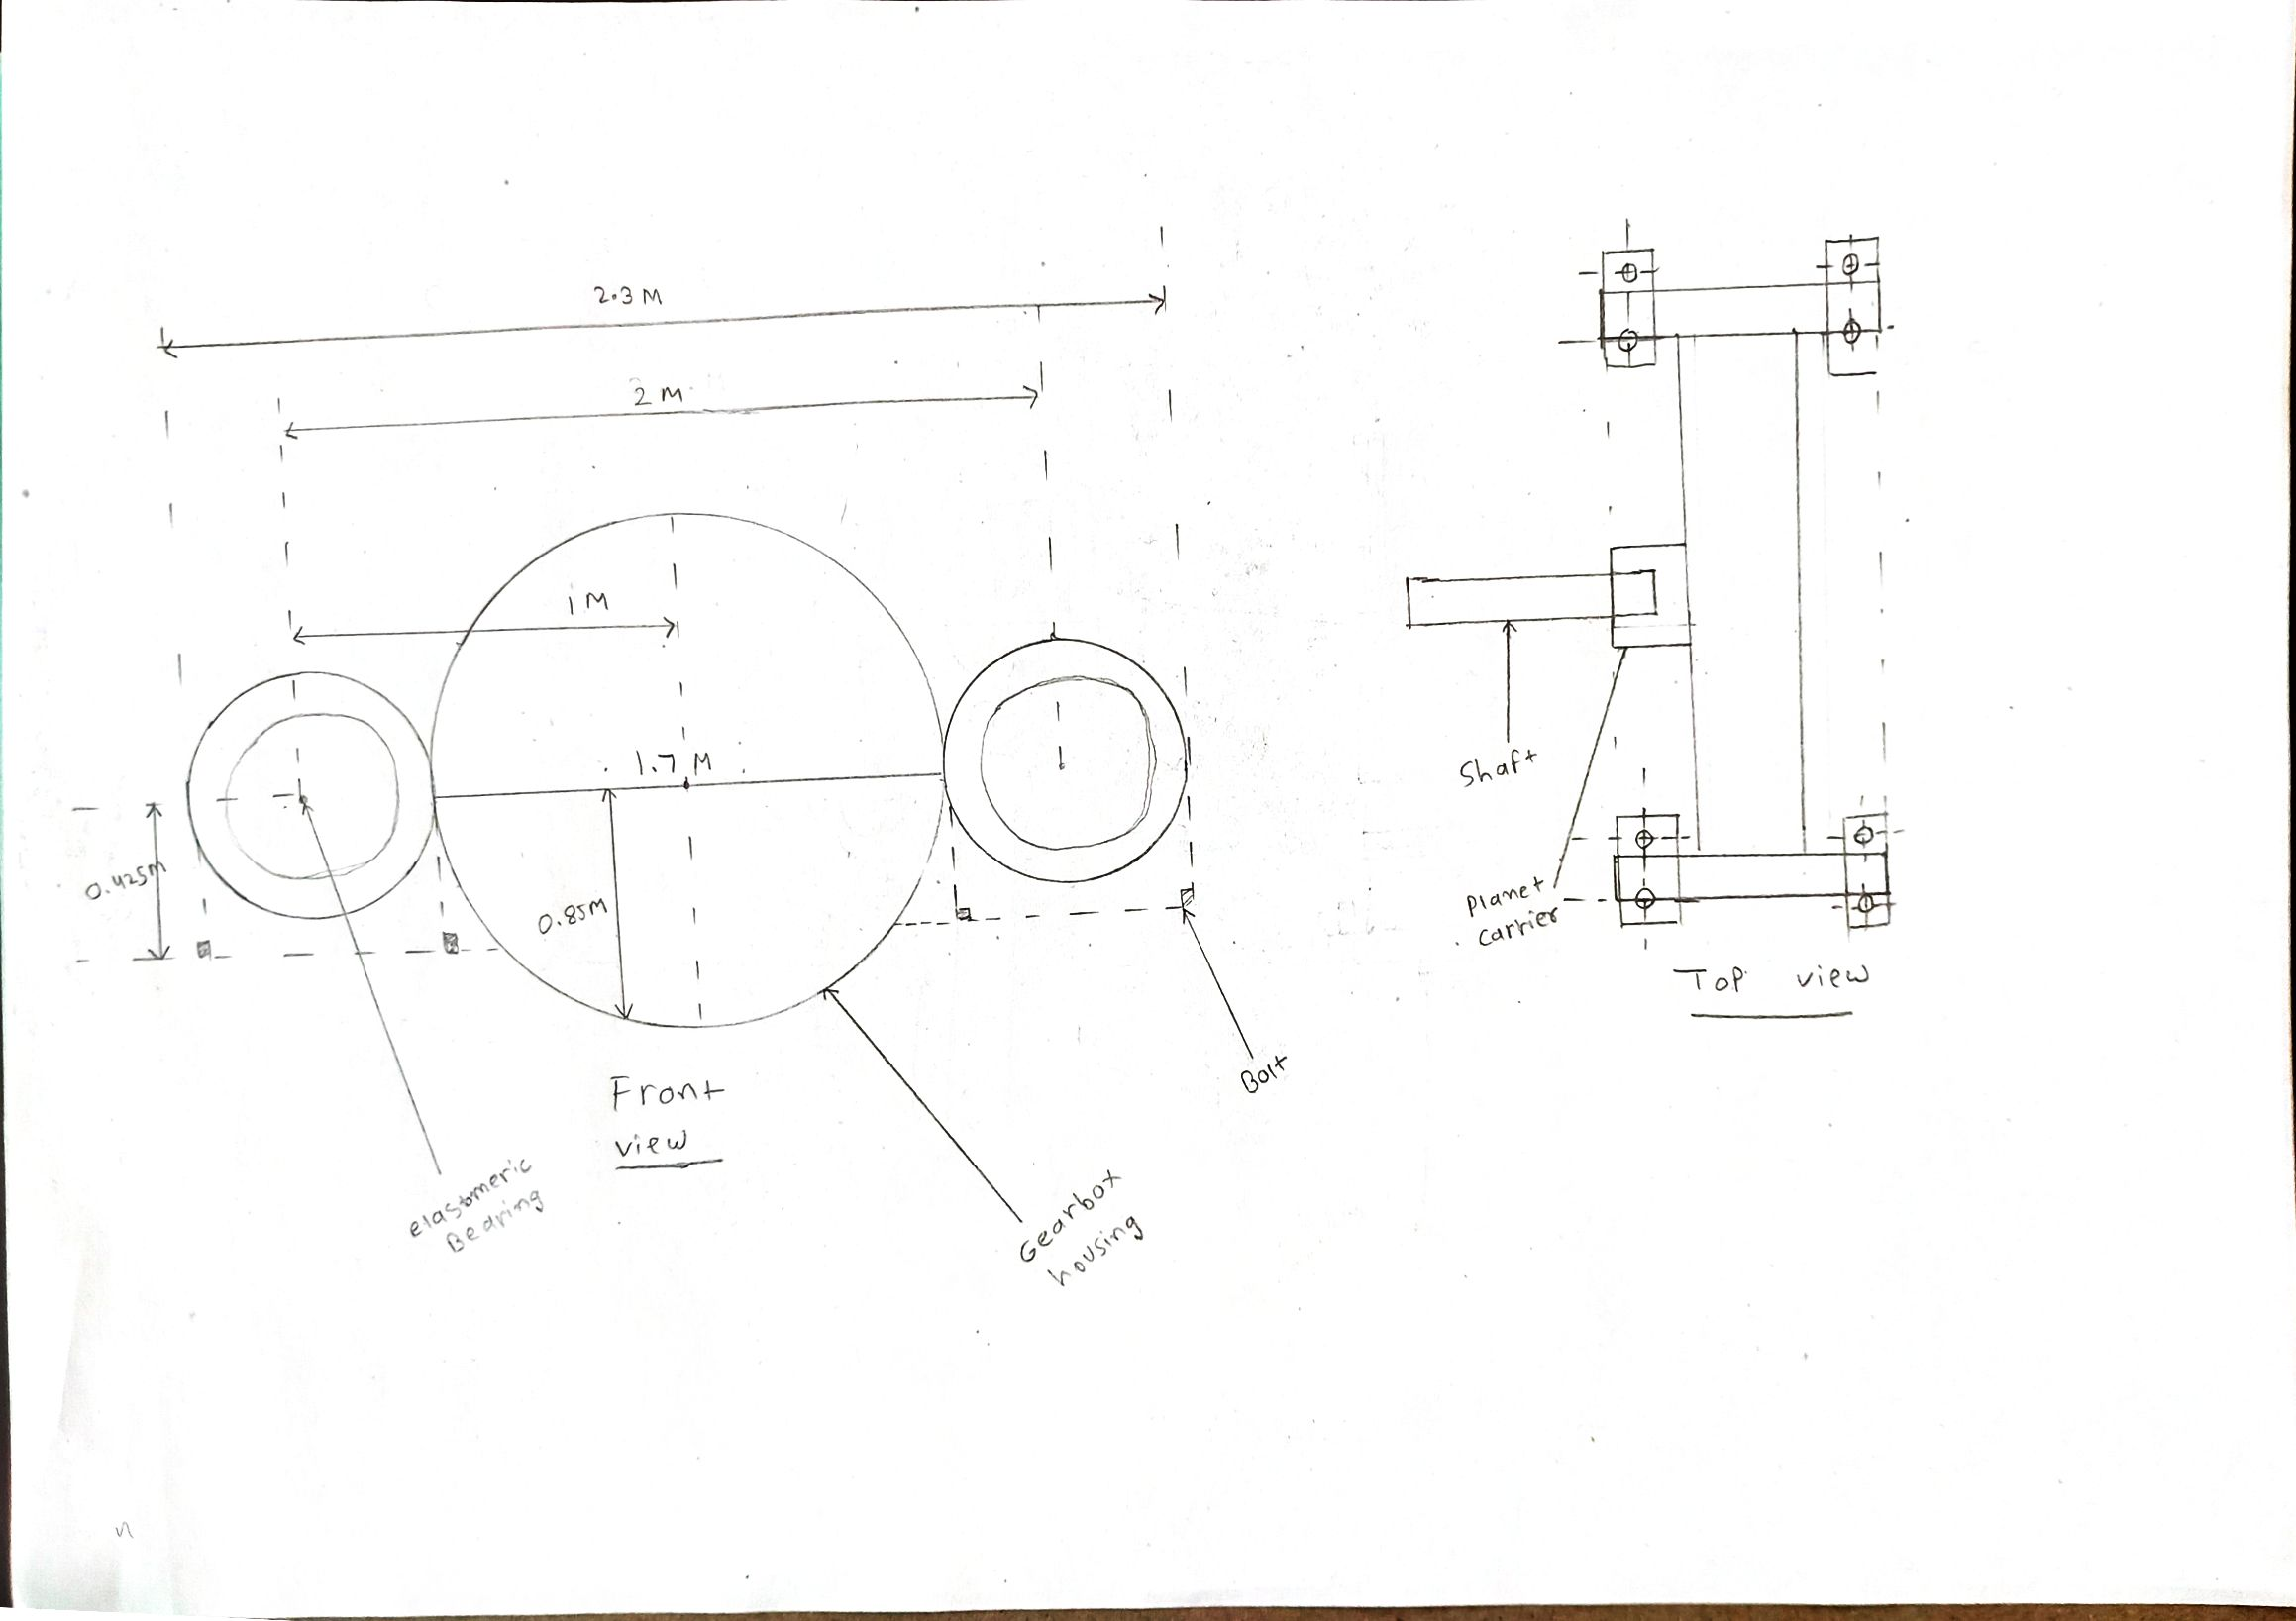 2.3 M
2 M
1 M
1.7 M
0.425M
0.85M
Shaft
Planet
carrier
Top view
Bolt
Front
view
elastomeric
Bearing
Gearbox
housing
n